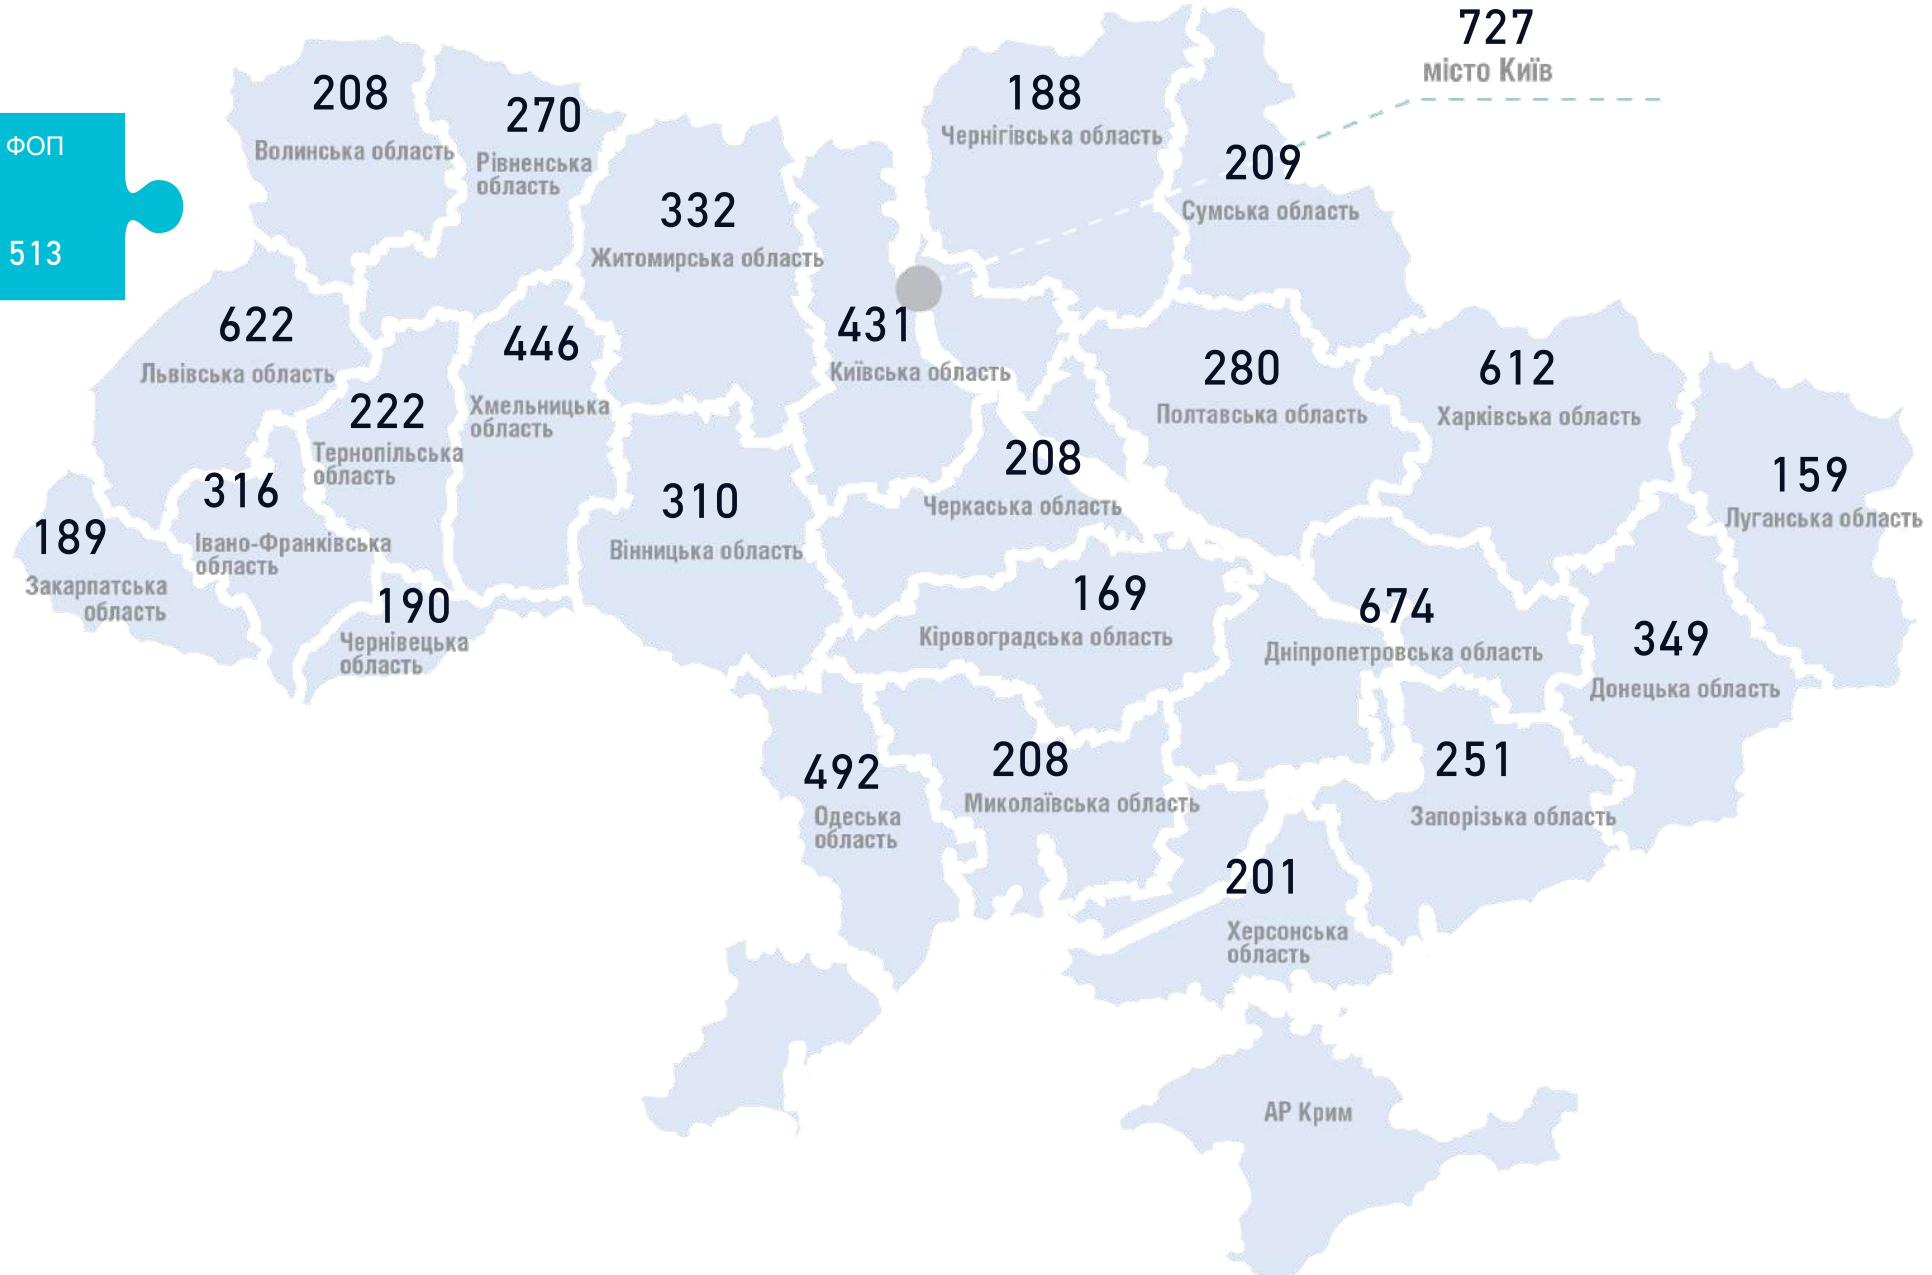 727
місто Київ
208
Волинська область
270
Рівненська
область
188
Чернігівська область
209
Сумська область
ФОП
513
332
Житомирська область
622
Львівська область
446
Хмельницька
область
431
Київська область
280
Полтавська область
612
Харківська область
222
Тернопільська
область
208
Черкаська область
159
Луганська область
316
Івано-Франківська
область
310
Вінницька область
189
Закарпатська
область
190
Чернівецька
область
169
Кіровоградська область
674
Дніпропетровська область
349
Донецька область
492
Одеська
область
208
Миколаївська область
251
Запорізька область
201
Херсонська
область
АР Крим